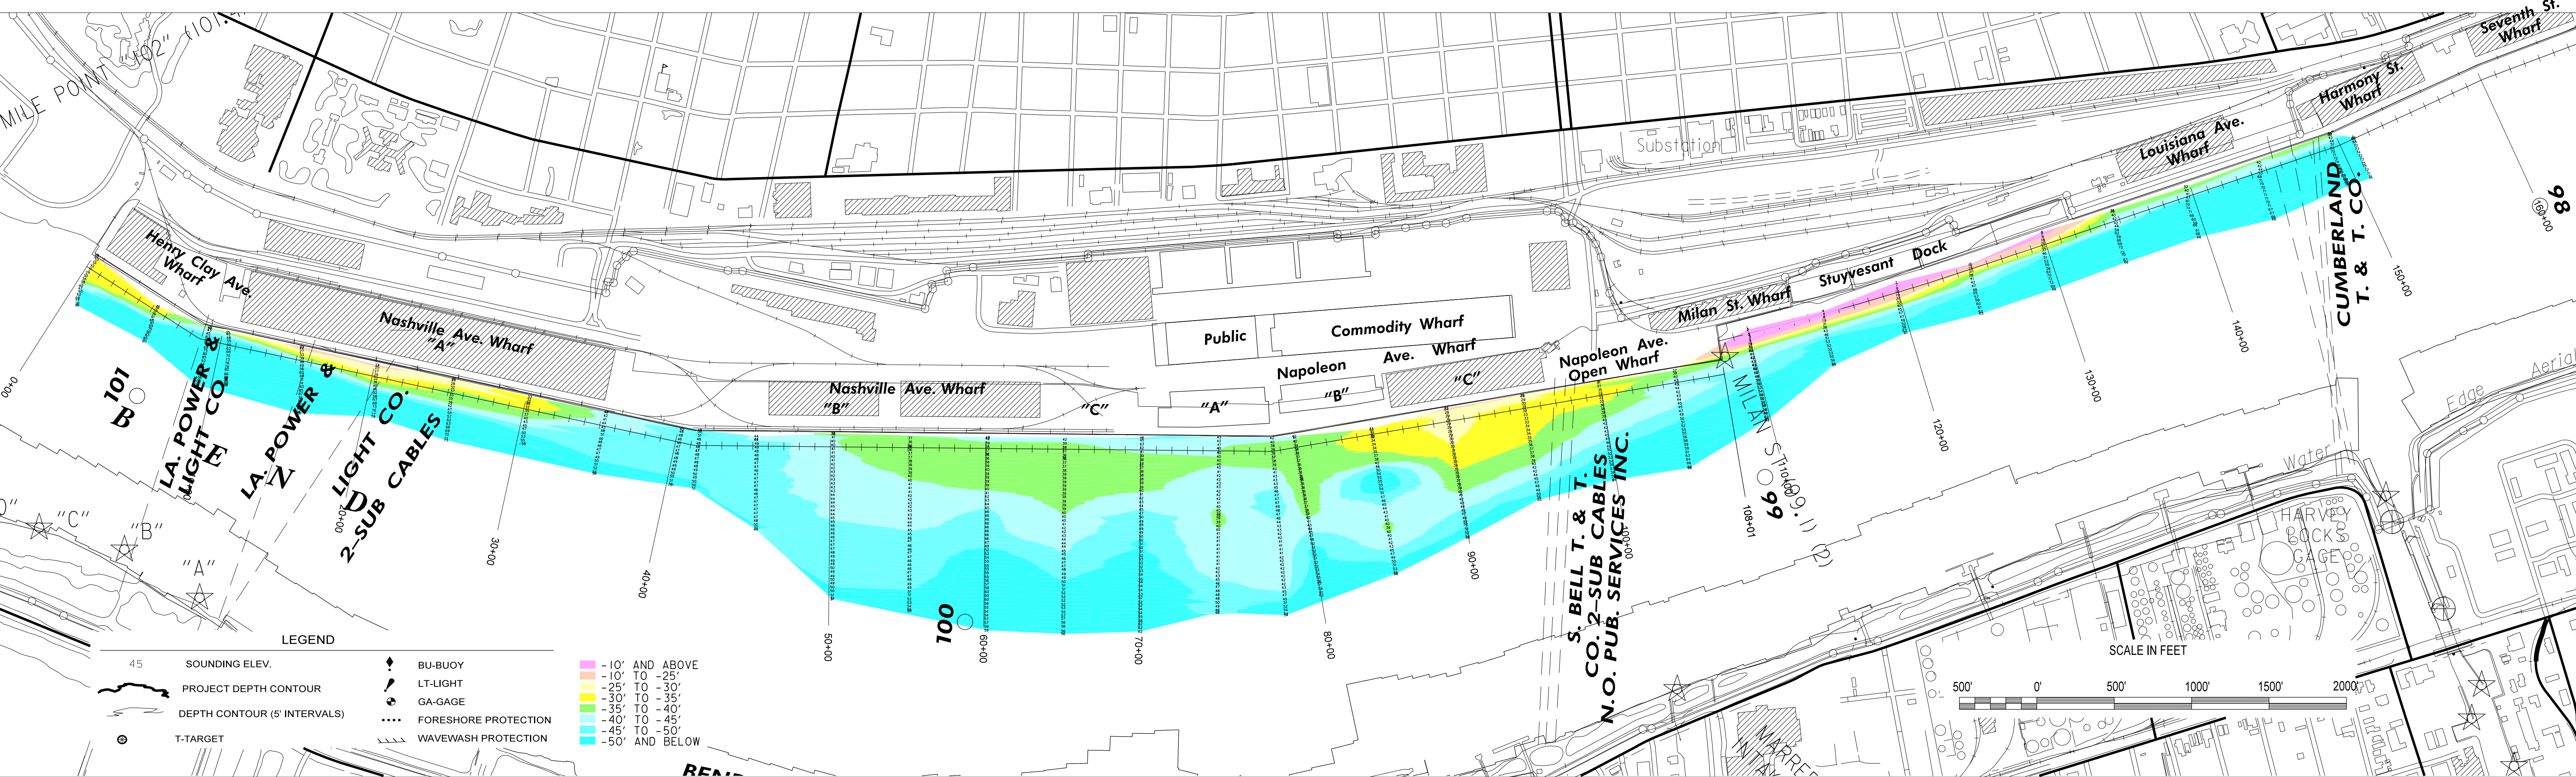 MILE POINT "102" (101.
Seventh St.
Wharf
Harmony St.
Wharf
Louisiana Ave.
Wharf
Substation
Stuyvesant Dock
Milan St. Wharf
Henry Clay Ave.
Wharf
Nashville Ave. Wharf
"A"
Public
Commodity Wharf
Napoleon Ave. Wharf
Nashville Ave. Wharf
"B"
"C"
"A"
"B"
"C"
Napoleon Ave.
Open Wharf
CUMBERLAND
T. & T. CO.
98
160+00
150+00
140+00
130+00
120+00
110+00
108+01
100+00
90+00
80+00
70+00
60+00
50+00
40+00
30+00
20+00
101
100
99
B
E
N
D
LA. POWER &
LIGHT CO.
LA. POWER &
LIGHT CO.
2-SUB CABLES
S. BELL T. & T.
CO. 2-SUB CABLES
N.O. PUB. SERVICES INC.
MILAN ST (99.1) (2)
"C"
"B"
"A"
Edge
Aerial
Water
HARVEY
LOCKS
GAGE
LEGEND
45 SOUNDING ELEV.
PROJECT DEPTH CONTOUR
DEPTH CONTOUR (5' INTERVALS)
T-TARGET
BU-BUOY
LT-LIGHT
GA-GAGE
FORESHORE PROTECTION
WAVEWASH PROTECTION
-10' AND ABOVE
-10' TO -25'
-25' TO -30'
-30' TO -35'
-35' TO -40'
-40' TO -45'
-45' TO -50'
-50' AND BELOW
SCALE IN FEET
500' 0' 500' 1000' 1500' 2000'